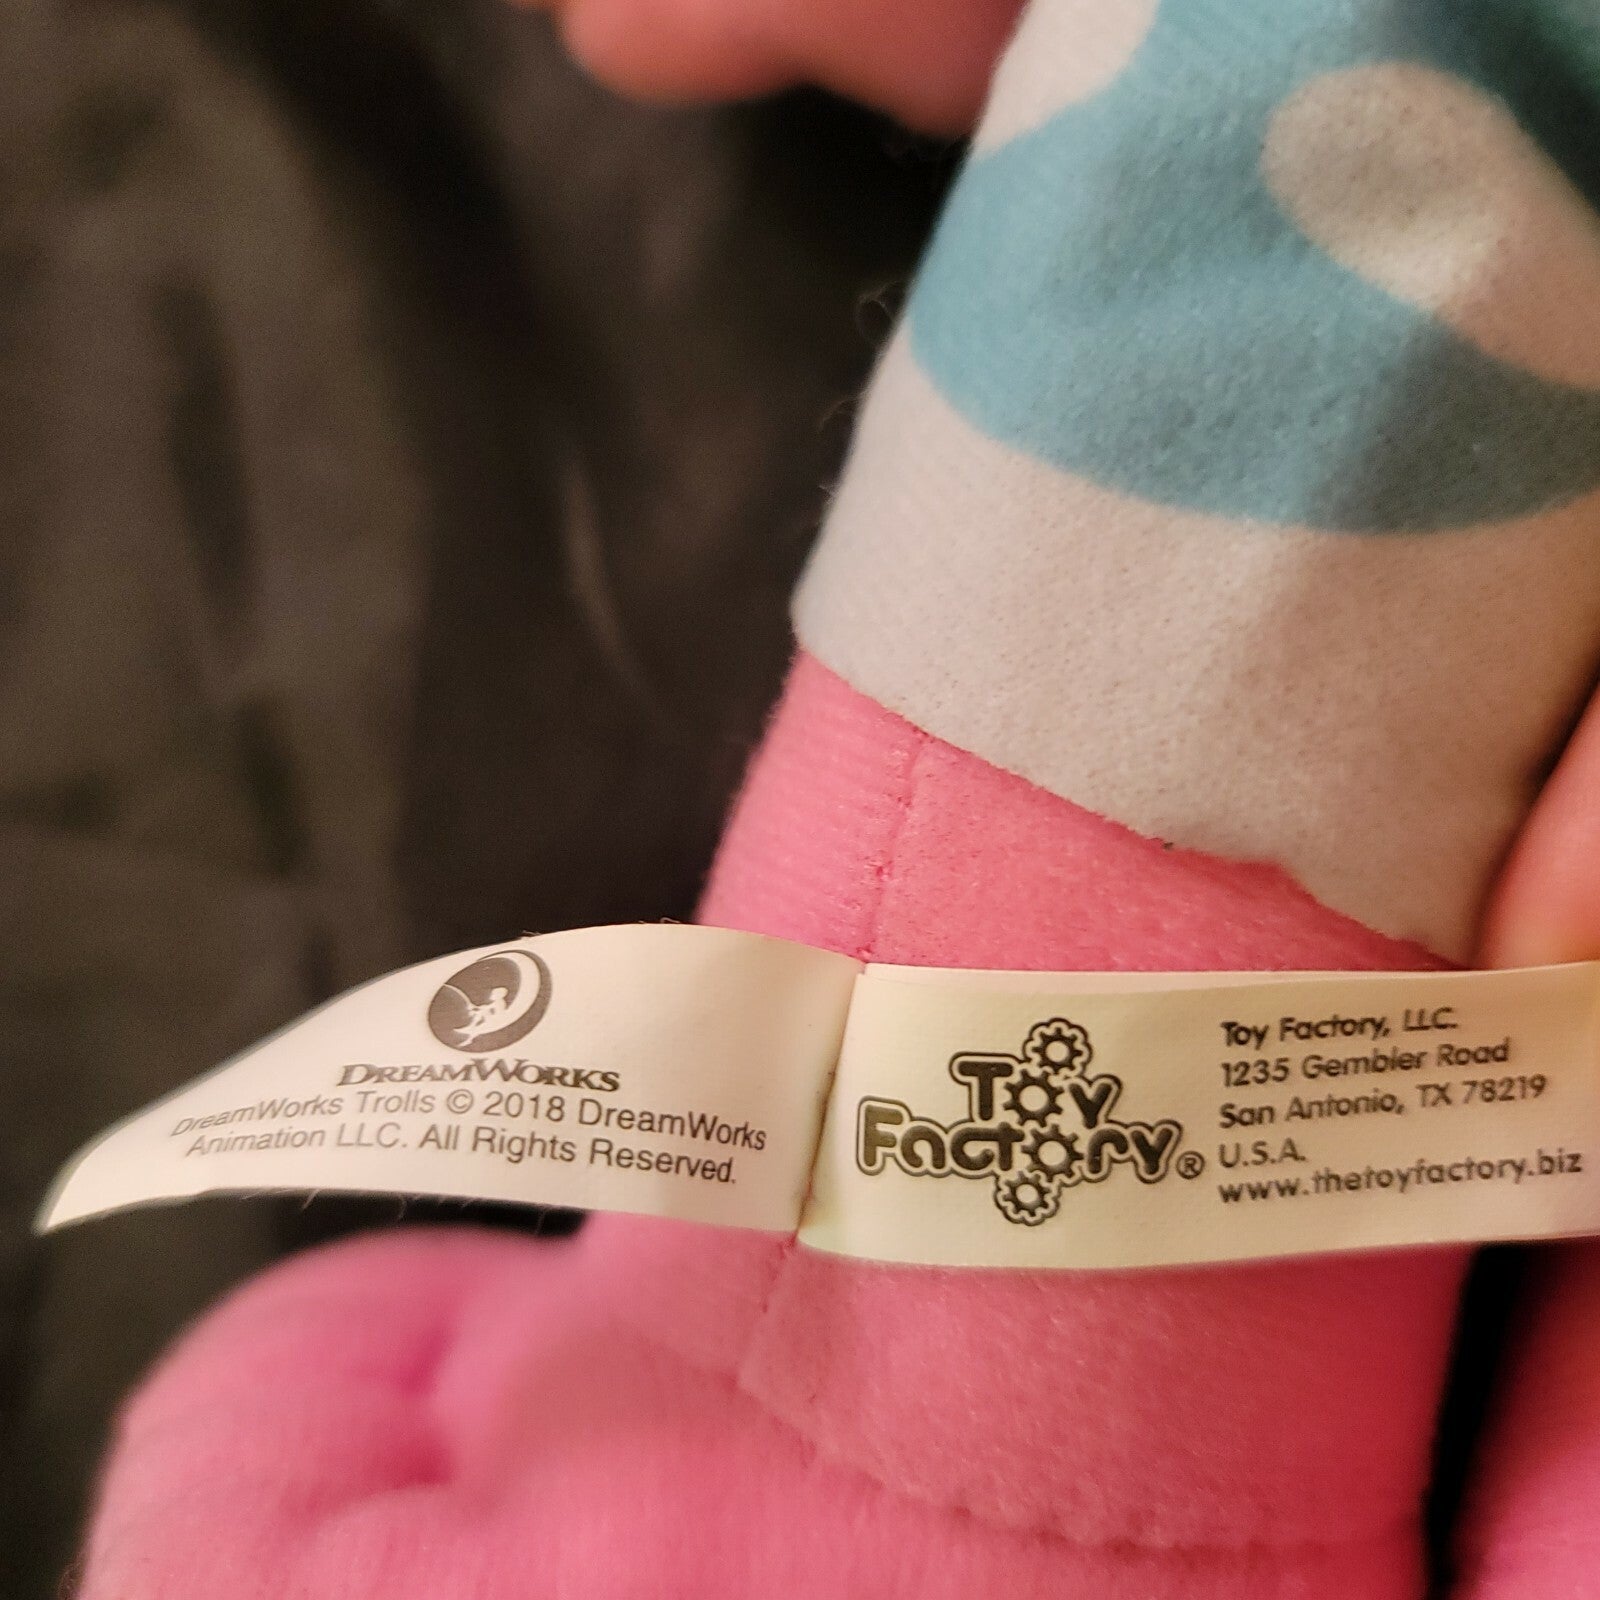 DREAMWORKS
DreamWorks Trolls © 2018 DreamWorks
Animation LLC. All Rights Reserved.
Toy
Factory®
Toy Factory, LLC.
1235 Gembler Road
San Antonio, TX 78219
U.S.A.
www.thetoyfactory.biz